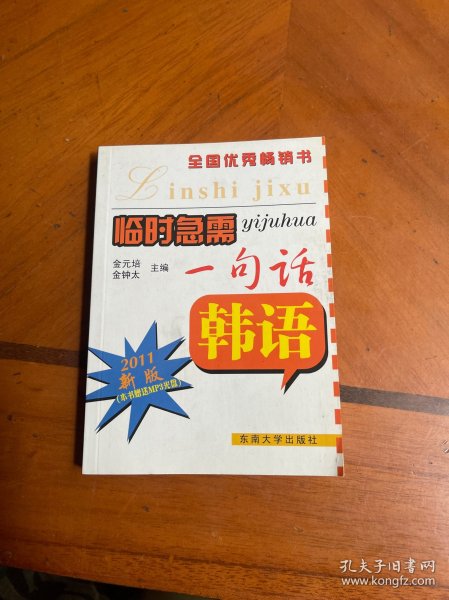 全国优秀畅销书
Linshi jixu
临时急需
yijuhua
金元培
金钟太
主编
一句话
韩语
2011
新版
(本书赠送MP3光盘)
东南大学出版社
孔夫子旧书网
www.kongfz.com